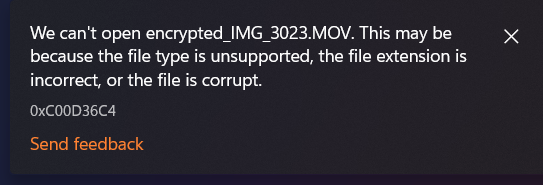 We can't open encrypted_IMG_3023.MOV. This may be
because the file type is unsupported, the file extension is
incorrect, or the file is corrupt.
0xC00D36C4
Send feedback